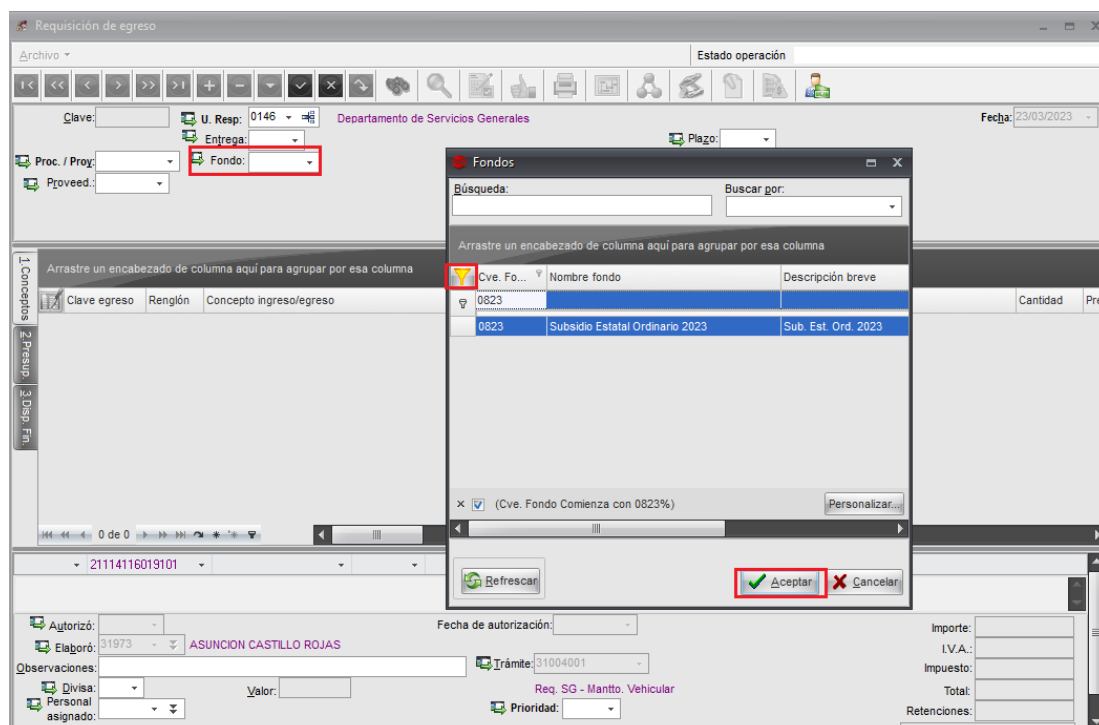 Requisición de egreso
Archivo
Estado operación
Clave:
U. Resp: 0146
Departamento de Servicios Generales
Fecha: 23/03/2023
Entrega:
Plazo:
Proc. / Proy:
Fondo:
Proveed.:
Fondos
Búsqueda:
Buscar por:
Arrastre un encabezado de columna aquí para agrupar por esa columna
Cve. Fo...
Nombre fondo
Descripción breve
0823
0823
Subsidio Estatal Ordinario 2023
Sub. Est. Ord. 2023
(Cve. Fondo Comienza con 0823%)
Personalizar...
Refrescar
Aceptar
Cancelar
1.Conceptos
2.Presup.
3.Disp. Fin.
Arrastre un encabezado de columna aquí para agrupar por esa columna
Clave egreso
Renglón
Concepto ingreso/egreso
Cantidad
Pre
0 de 0
21114116019101
Autorizó:
Fecha de autorización:
Importe:
Elaboró: 31973
ASUNCION CASTILLO ROJAS
I.V.A.:
Observaciones:
Trámite: 31004001
Impuesto:
Divisa:
Valor:
Req. SG - Mantto. Vehicular
Total:
Personal asignado:
Prioridad:
Retenciones: